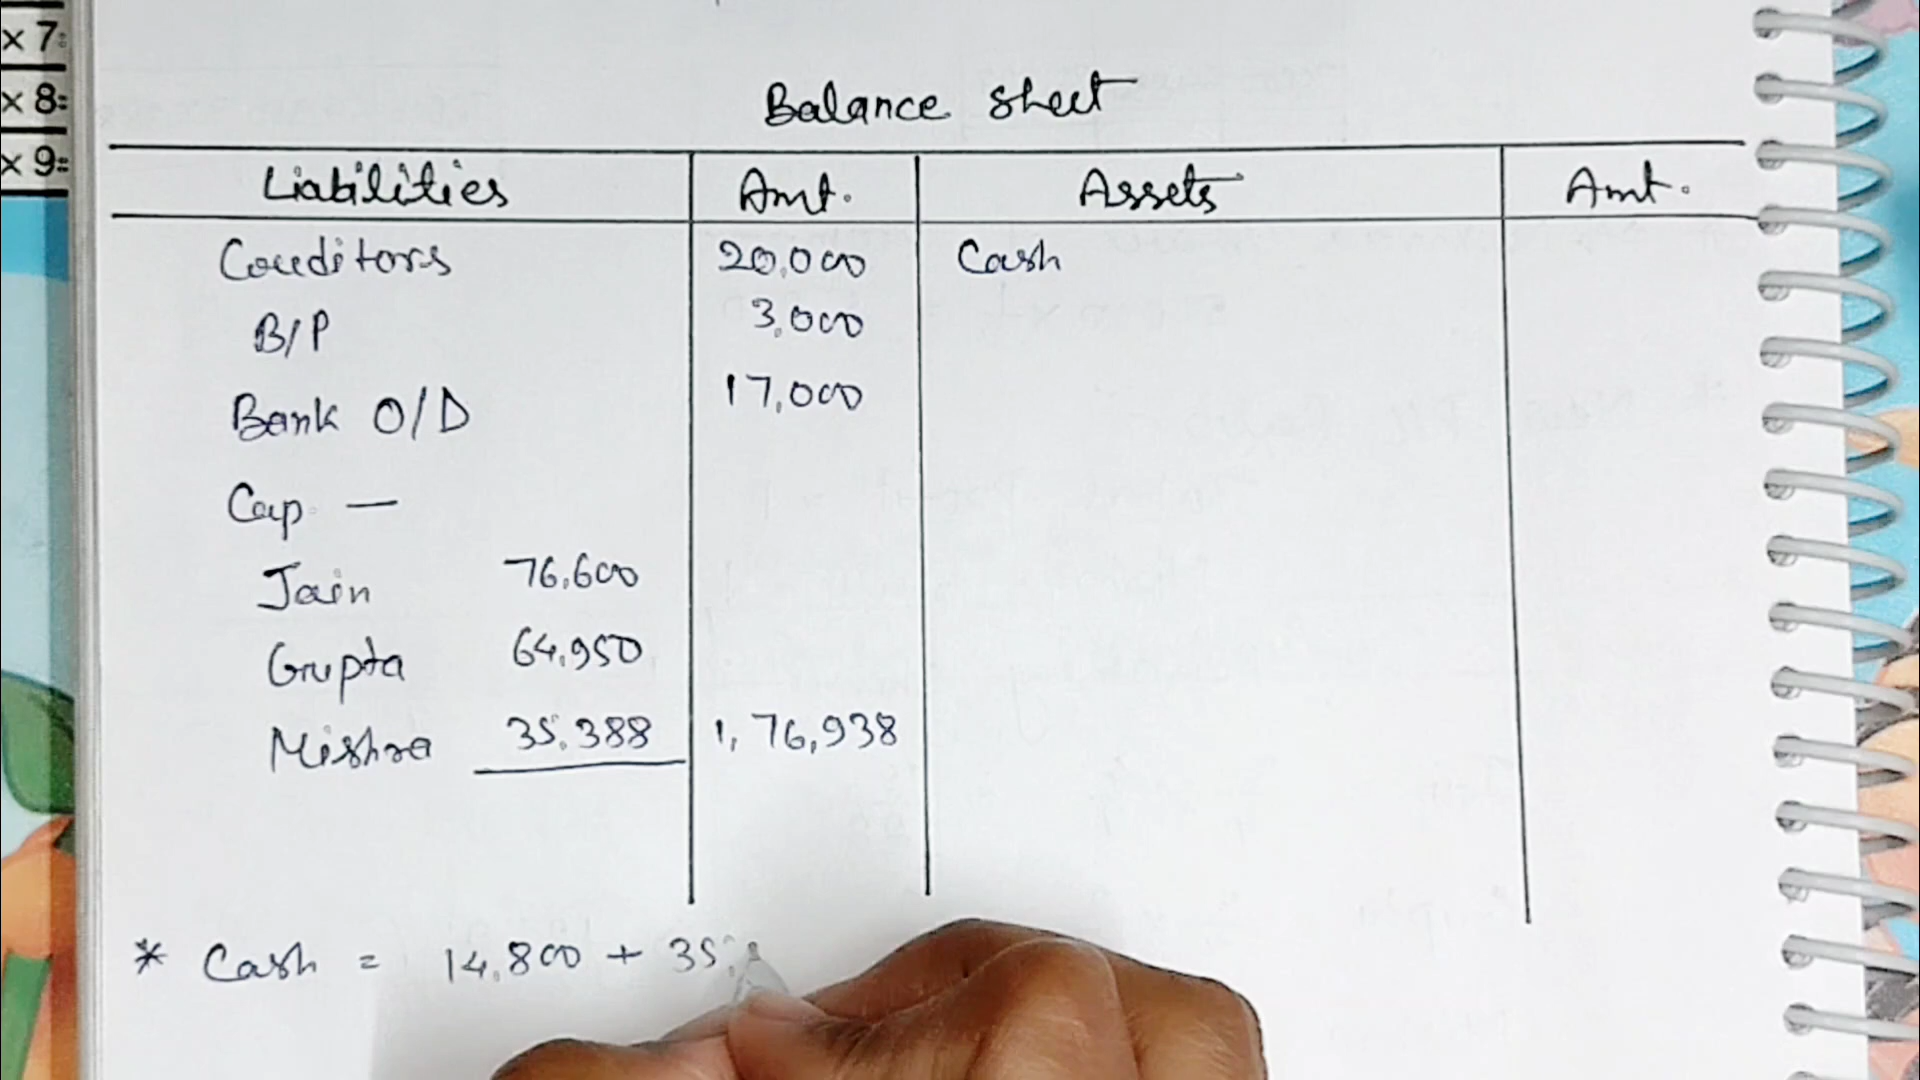 x 7=
x 8=
x 9=
Balance sheet
Liabilities Amt. Assets Amt.
Creditors 20,000 Cash
B/P 3,000
Bank O/D 17,000
Cap. —
Jain 76,600
Gupta 64,950
Mishra 35,388 1,76,938
* Cash = 14,800 + 35,